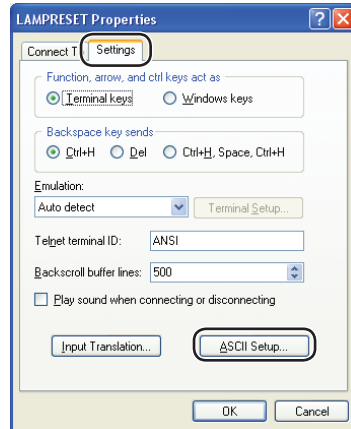 LAMPRESET Properties
Connect T Settings
Function, arrow, and ctrl keys act as
Terminal keys Windows keys
Backspace key sends
Ctrl+H Del Ctrl+H, Space, Ctrl+H
Emulation:
Auto detect Terminal Setup...
Telnet terminal ID: ANSI
Backscroll buffer lines: 500
Play sound when connecting or disconnecting
Input Translation... ASCII Setup...
OK Cancel